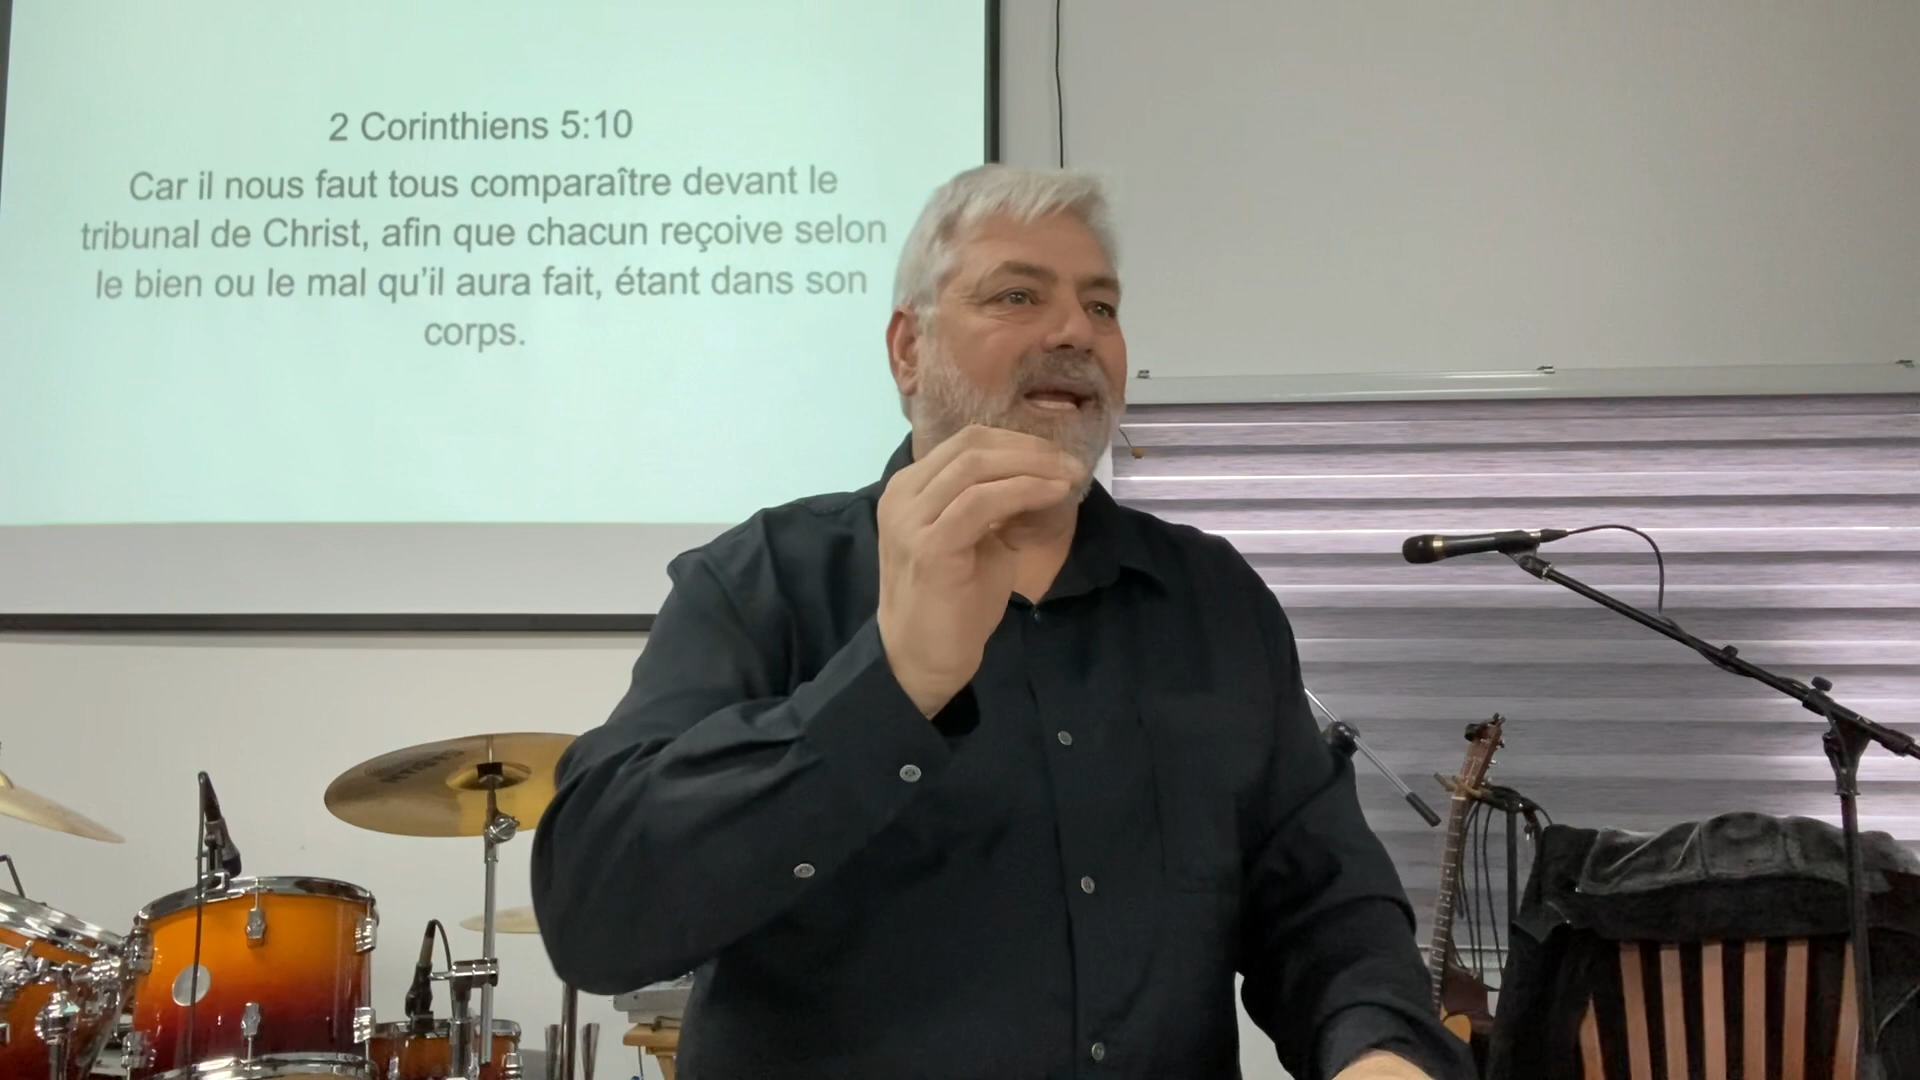 2 Corinthiens 5:10
Car il nous faut tous comparaître devant le
tribunal de Christ, afin que chacun reçoive selon
le bien ou le mal qu'il aura fait, étant dans son
corps.